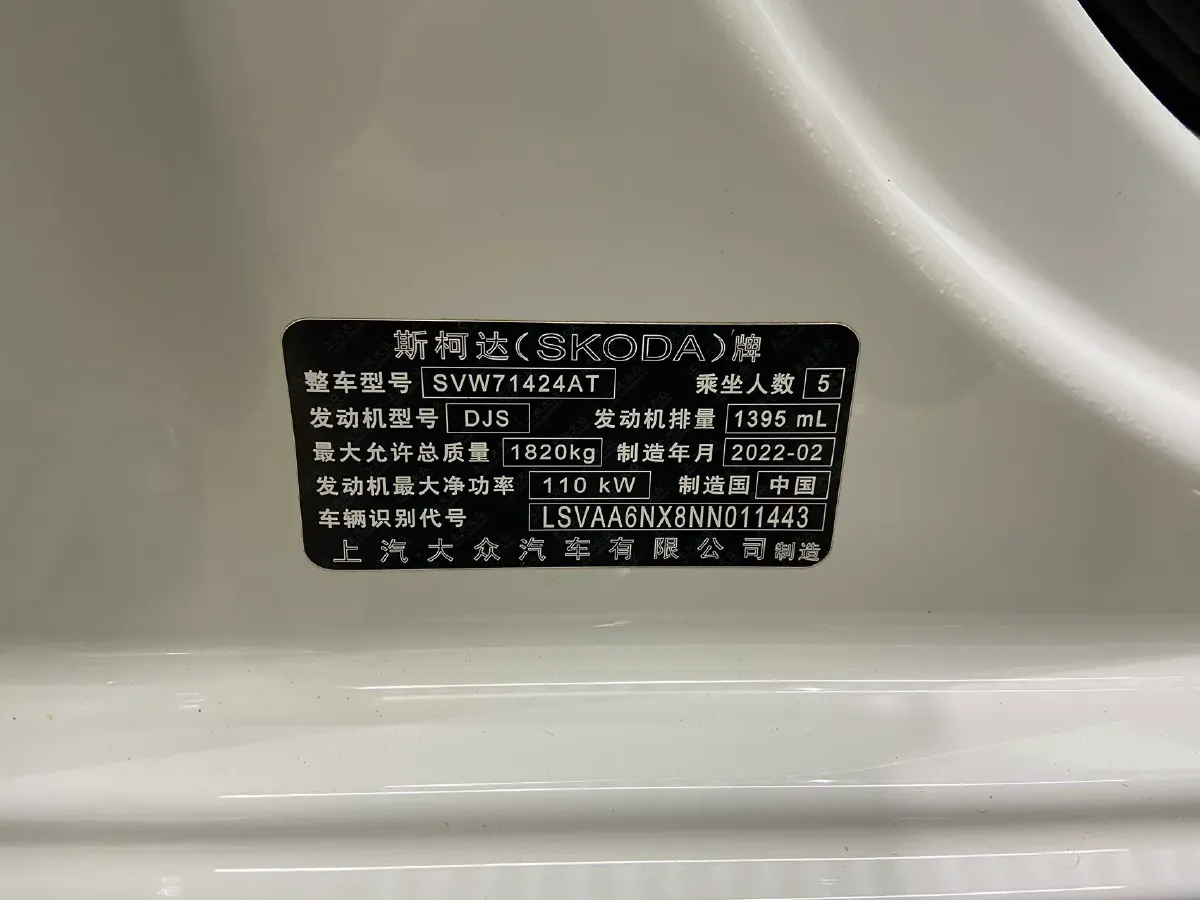 斯柯达(SKODA)牌
整车型号 SVW71424AT 乘坐人数 5
发动机型号 DJS 发动机排量 1395 mL
最大允许总质量 1820kg 制造年月 2022-02
发动机最大净功率 110 kW 制造国 中国
车辆识别代号 LSVAA6NX8NN011443
上汽大众汽车有限公司制造